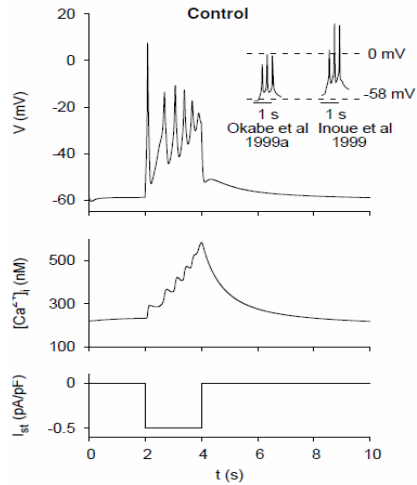 Control
20
0
-20
-40
-60
V (mV)
0 mV
-58 mV
1 s
1 s
Okabe et al
1999a
Inoue et al
1999
500
300
100
[Ca²⁺]i (nM)
0
-0.5
Ist (pA/pF)
0 2 4 6 8 10
t (s)